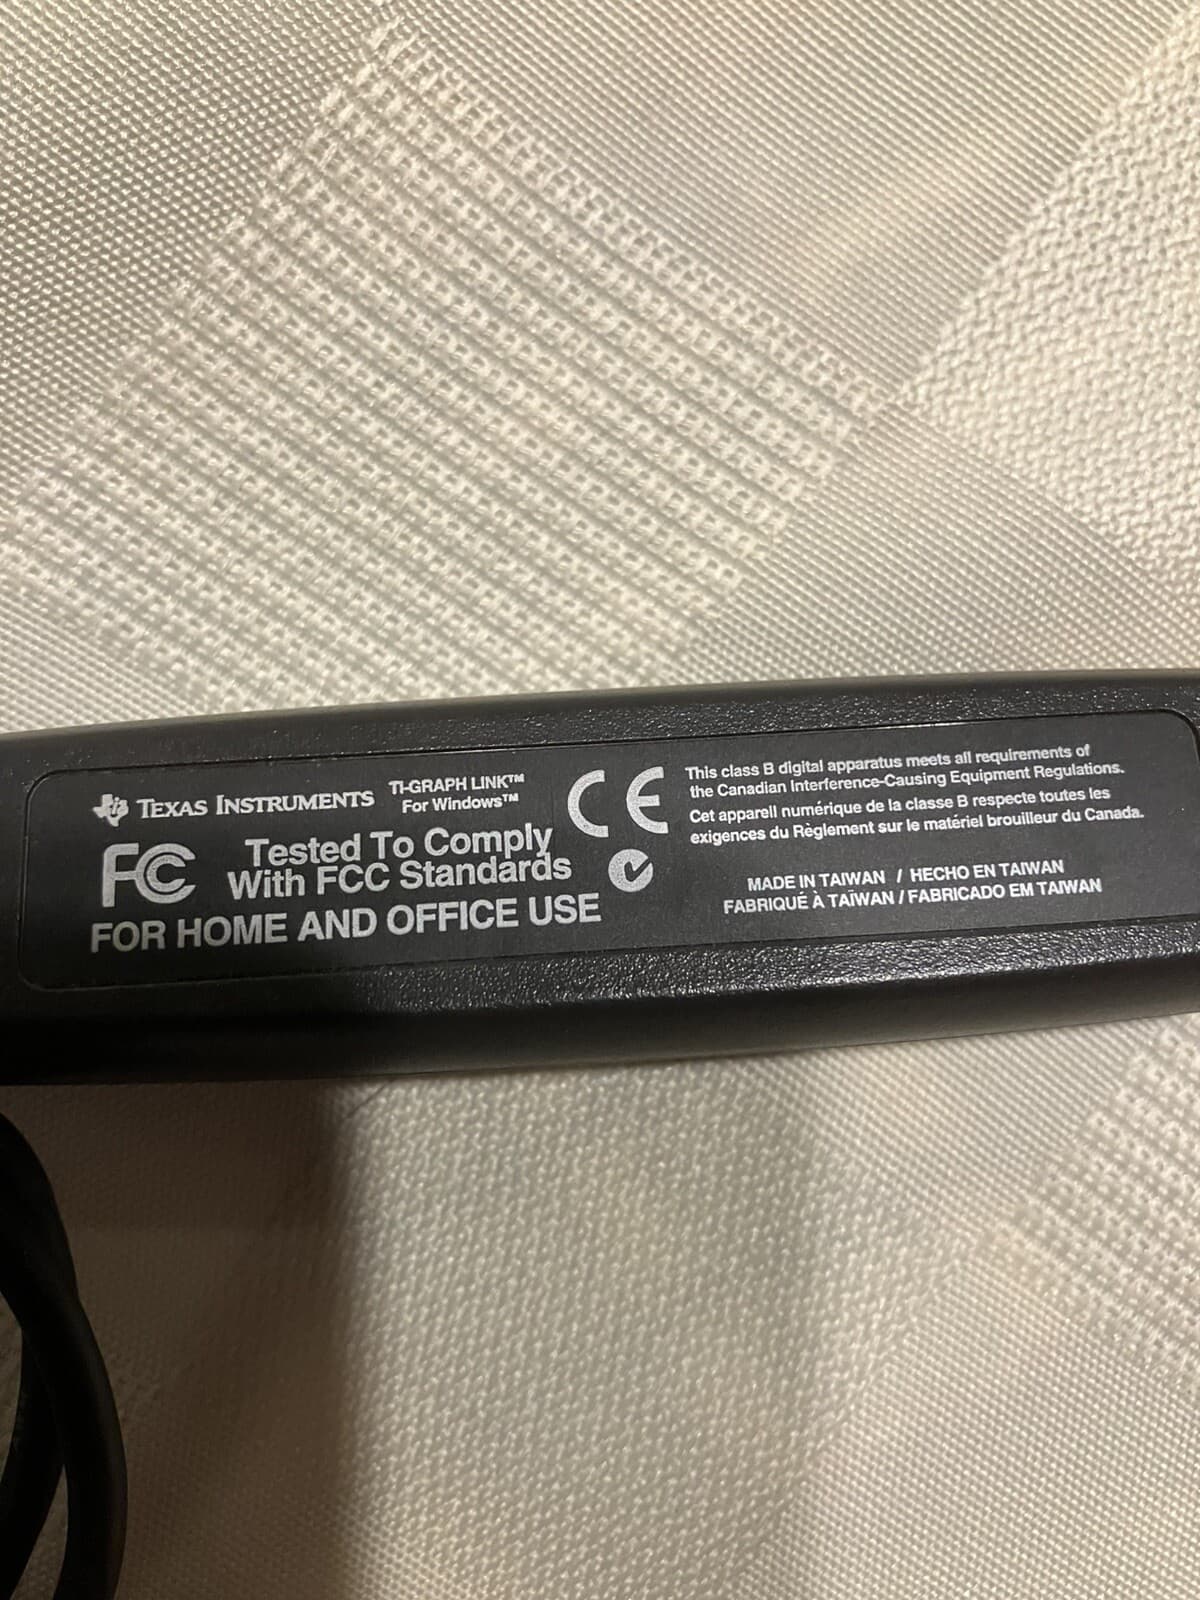 TEXAS INSTRUMENTS
TI-GRAPH LINK™
For Windows™
FC
Tested To Comply
With FCC Standards
FOR HOME AND OFFICE USE
CE
This class B digital apparatus meets all requirements of
the Canadian Interference-Causing Equipment Regulations.
Cet appareil numérique de la classe B respecte toutes les
exigences du Règlement sur le matériel brouilleur du Canada.
MADE IN TAIWAN / HECHO EN TAIWAN
FABRIQUÉ À TAÏWAN / FABRICADO EM TAIWAN